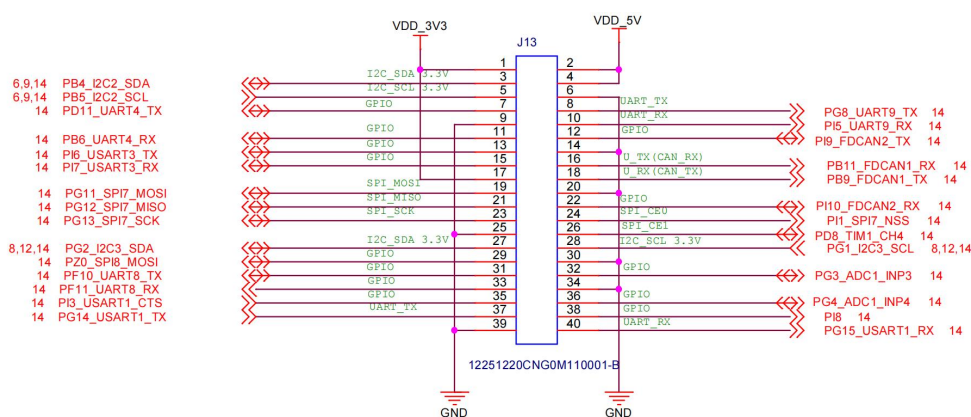 VDD_3V3
VDD_5V
J13
1 2
6,9,14 PB4_I2C2_SDA I2C_SDA 3.3V 3 4
6,9,14 PB5_I2C2_SCL I2C_SCL 3.3V 5 6
14 PD11_UART4_TX GPIO 7 8 UART_TX PG8_UART9_TX 14
9 10 UART_RX PI5_UART9_RX 14
14 PB6_UART4_RX GPIO 11 12 GPIO PI9_FDCAN2_TX 14
14 PI6_USART3_TX GPIO 13 14
14 PI7_USART3_RX GPIO 15 16 U_TX(CAN_RX) PB11_FDCAN1_RX 14
17 18 U_RX(CAN_TX) PB9_FDCAN1_TX 14
14 PG11_SPI7_MOSI SPI_MOSI 19 20
14 PG12_SPI7_MISO SPI_MISO 21 22 GPIO PI10_FDCAN2_RX 14
14 PG13_SPI7_SCK SPI_SCK 23 24 SPI_CE0 PI1_SPI7_NSS 14
25 26 SPI_CE1 PD8_TIM1_CH4 14
8,12,14 PG2_I2C3_SDA I2C_SDA 3.3V 27 28 I2C_SCL 3.3V PG1_I2C3_SCL 8,12,14
14 PZ0_SPI8_MOSI GPIO 29 30
14 PF10_UART8_TX GPIO 31 32 GPIO PG3_ADC1_INP3 14
14 PF11_UART8_RX GPIO 33 34
14 PI3_USART1_CTS GPIO 35 36 GPIO PG4_ADC1_INP4 14
14 PG14_USART1_TX UART_TX 37 38 GPIO PI8 14
39 40 UART_RX PG15_USART1_RX 14
12251220CNG0M110001-B
GND
GND